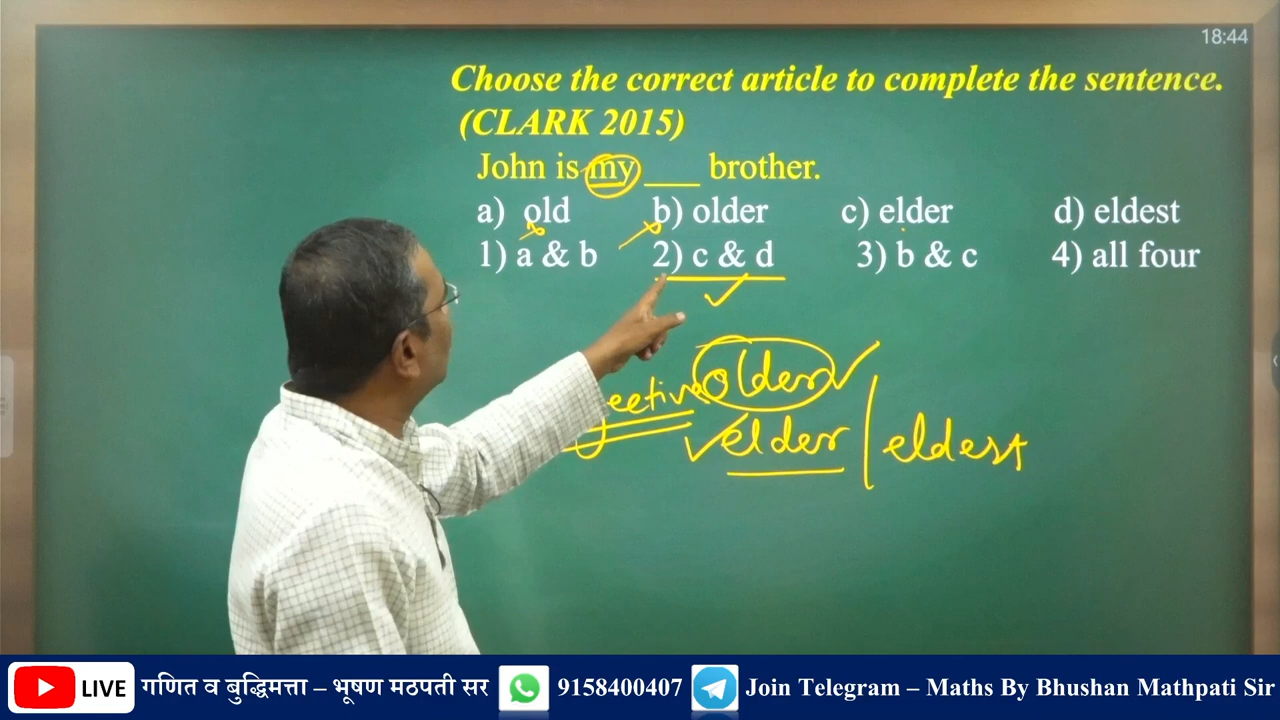 18:44
Choose the correct article to complete the sentence.
(CLARK 2015)
John is my ___ brother.
a) old b) older c) elder d) eldest
1) a & b 2) c & d 3) b & c 4) all four
older
elder / eldest
LIVE गणित व बुद्धिमत्ता – भूषण मठपती सर 9158400407 Join Telegram – Maths By Bhushan Mathpati Sir